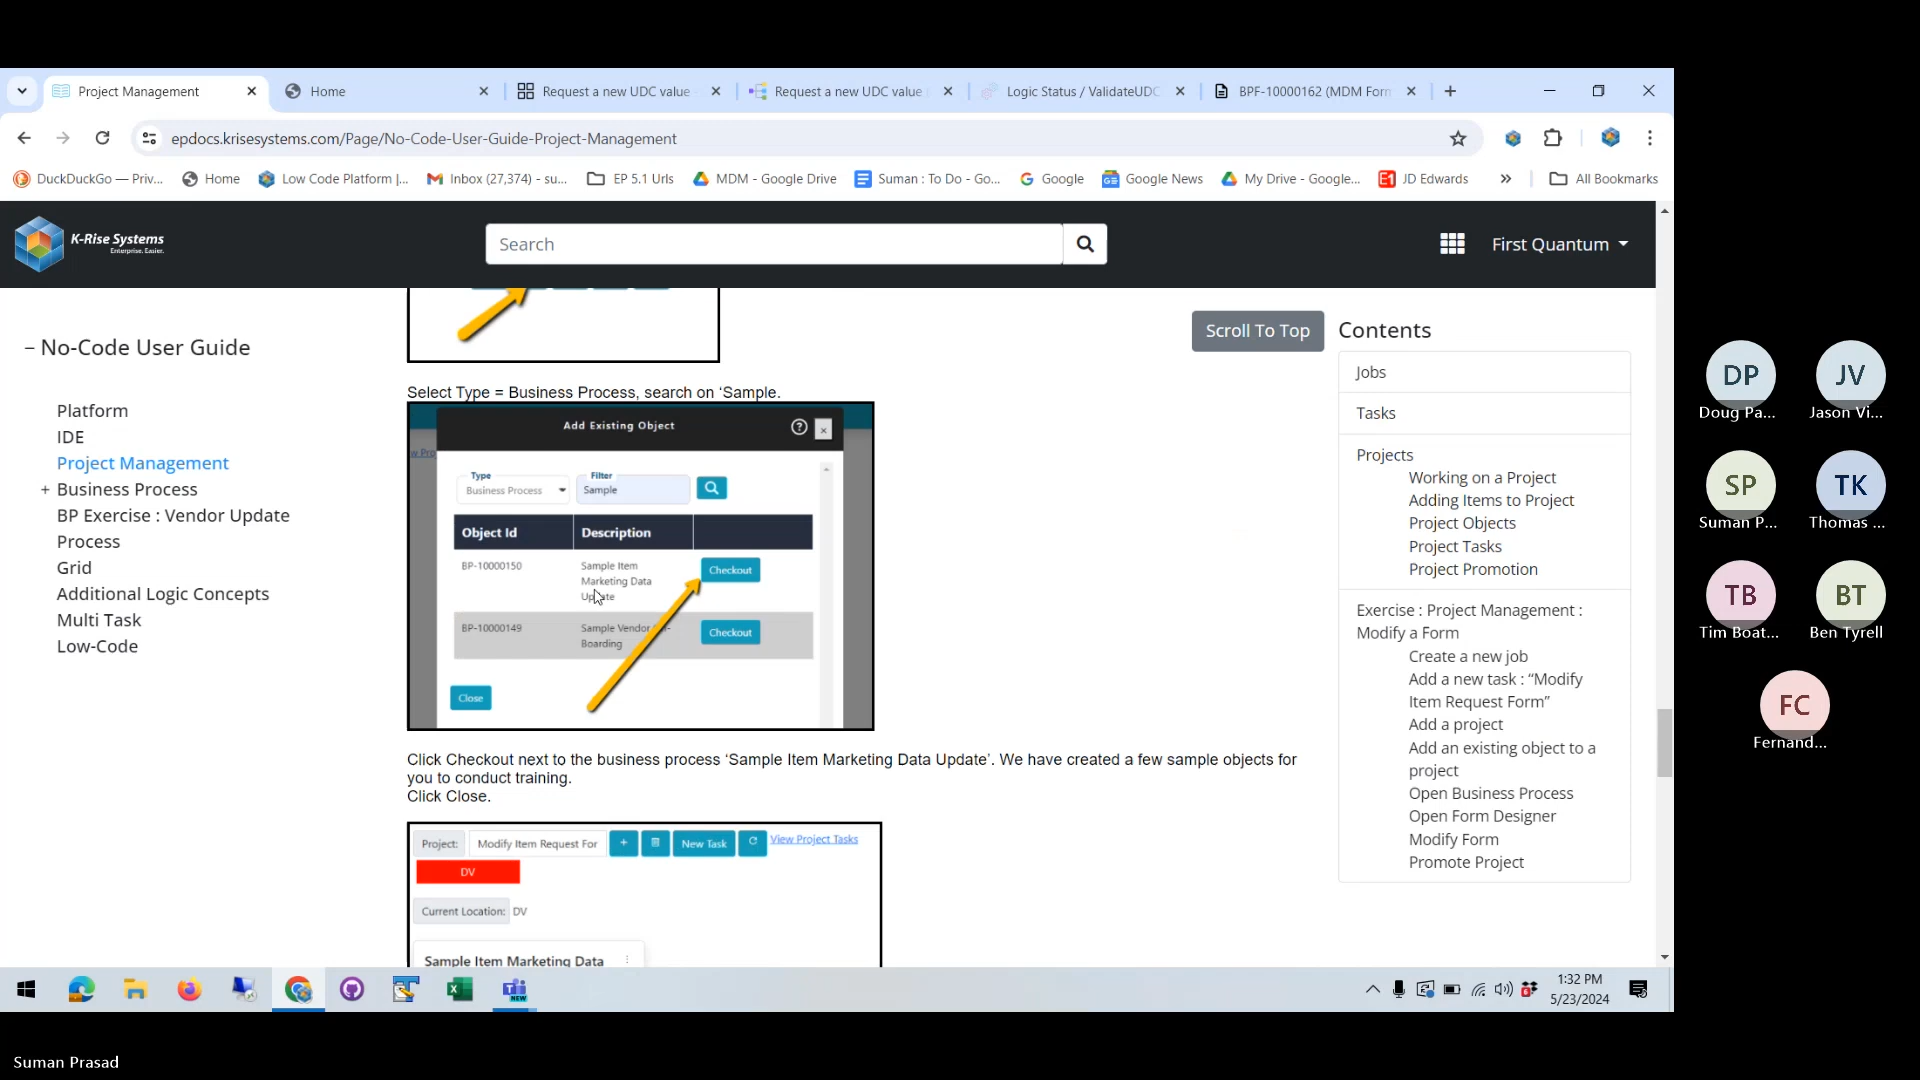 Project Management
Home
Request a new UDC value
Request a new UDC value
Logic Status / ValidateUDC
BPF-10000162 (MDM Form
epdocs.krisesystems.com/Page/No-Code-User-Guide-Project-Management
DuckDuckGo — Priv...
Home
Low Code Platform |...
Inbox (27,374) - su...
EP 5.1 Urls
MDM - Google Drive
Suman : To Do - Go...
Google
Google News
My Drive - Google...
JD Edwards
All Bookmarks
K-Rise Systems
Enterprise. Easier.
Search
First Quantum
− No-Code User Guide
Platform
IDE
Project Management
+ Business Process
BP Exercise : Vendor Update
Process
Grid
Additional Logic Concepts
Multi Task
Low-Code
Select Type = Business Process, search on ‘Sample.
Add Existing Object
w Pro
Type
Business Process
Filter
Sample
Object Id
Description
BP-10000150
Sample Item
Marketing Data
Update
Checkout
BP-10000149
Sample Vendor
Boarding
Checkout
Close
Click Checkout next to the business process ‘Sample Item Marketing Data Update’. We have created a few sample objects for
you to conduct training.
Click Close.
Project:
Modify Item Request For
+
New Task
View Project Tasks
DV
Current Location:
DV
Sample Item Marketing Data
Scroll To Top
Contents
Jobs
Tasks
Projects
Working on a Project
Adding Items to Project
Project Objects
Project Tasks
Project Promotion
Exercise : Project Management :
Modify a Form
Create a new job
Add a new task : “Modify
Item Request Form”
Add a project
Add an existing object to a
project
Open Business Process
Open Form Designer
Modify Form
Promote Project
DP
Doug Pa...
JV
Jason Vi...
SP
Suman P...
TK
Thomas ...
TB
Tim Boat...
BT
Ben Tyrell
FC
Fernand...
1:32 PM
5/23/2024
Suman Prasad